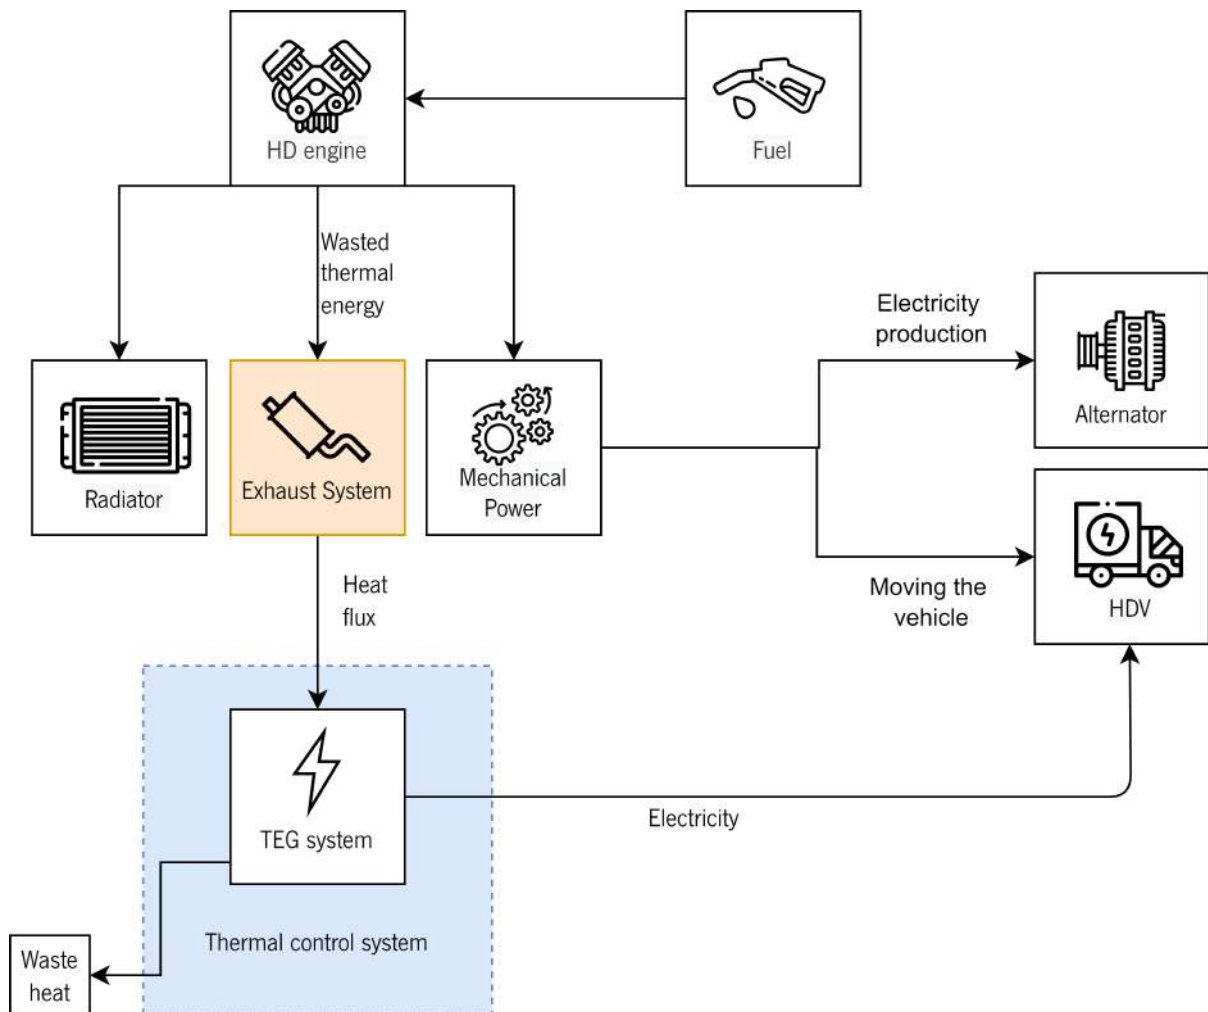 HD engine
Fuel
Wasted
thermal
energy
Electricity
production
Alternator
Radiator
Exhaust System
Mechanical
Power
Moving the
vehicle
HDV
Heat
flux
TEG system
Electricity
Thermal control system
Waste
heat